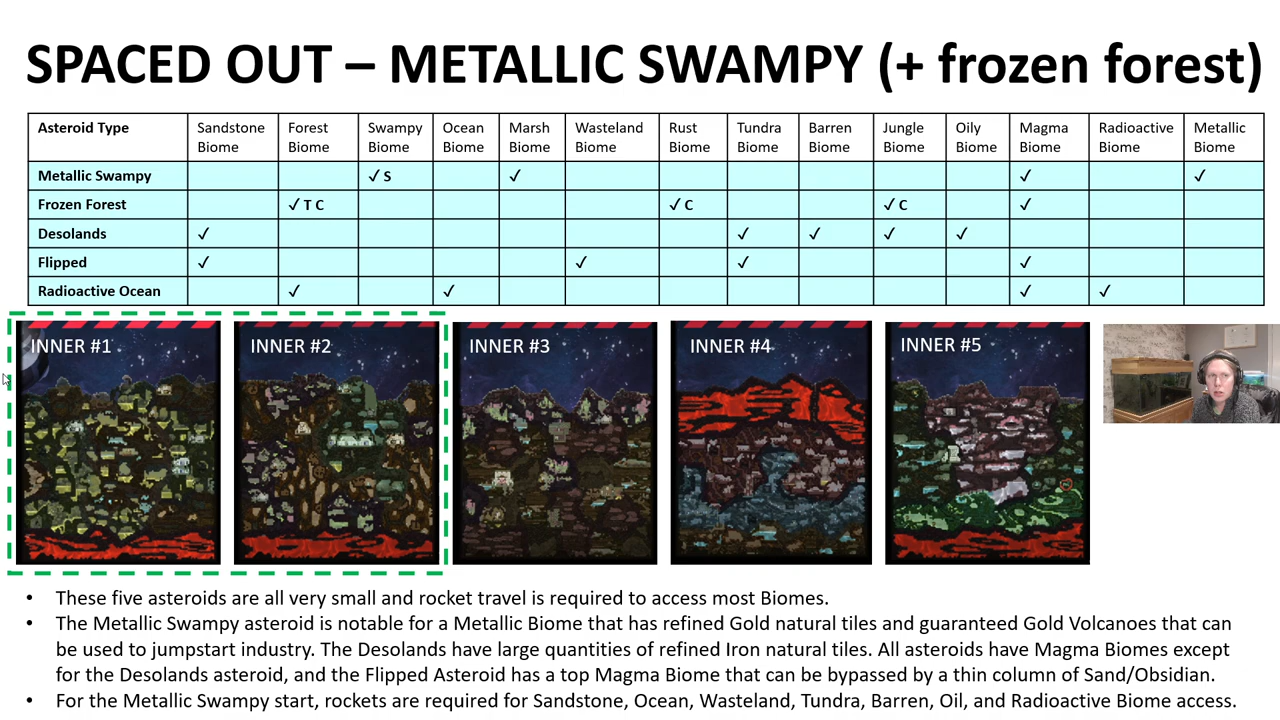 SPACED OUT – METALLIC SWAMPY (+ frozen forest)
Asteroid Type Sandstone Biome Forest Biome Swampy Biome Ocean Biome Marsh Biome Wasteland Biome Rust Biome Tundra Biome Barren Biome Jungle Biome Oily Biome Magma Biome Radioactive Biome Metallic Biome
Metallic Swampy ✓ S ✓ ✓ ✓
Frozen Forest ✓ T C ✓ C ✓ C ✓
Desolands ✓ ✓ ✓ ✓ ✓
Flipped ✓ ✓ ✓ ✓
Radioactive Ocean ✓ ✓ ✓ ✓
INNER #1 INNER #2 INNER #3 INNER #4 INNER #5
• These five asteroids are all very small and rocket travel is required to access most Biomes.
• The Metallic Swampy asteroid is notable for a Metallic Biome that has refined Gold natural tiles and guaranteed Gold Volcanoes that can
be used to jumpstart industry. The Desolands have large quantities of refined Iron natural tiles. All asteroids have Magma Biomes except
for the Desolands asteroid, and the Flipped Asteroid has a top Magma Biome that can be bypassed by a thin column of Sand/Obsidian.
• For the Metallic Swampy start, rockets are required for Sandstone, Ocean, Wasteland, Tundra, Barren, Oil, and Radioactive Biome access.